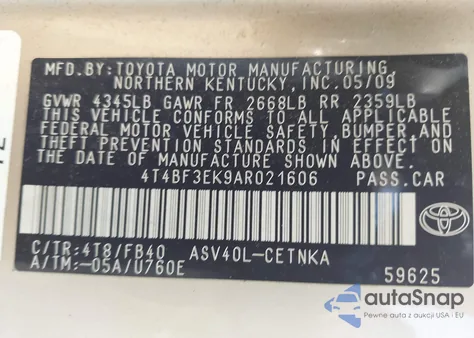 MFD.BY: TOYOTA MOTOR MANUFACTURING,
NORTHERN KENTUCKY, INC. 05/09
GVWR 4345LB GAWR FR 2668LB RR 2359LB
THIS VEHICLE CONFORMS TO ALL APPLICABLE
FEDERAL MOTOR VEHICLE SAFETY, BUMPER, AND
THEFT PREVENTION STANDARDS IN EFFECT ON
THE DATE OF MANUFACTURE SHOWN ABOVE.
4T4BF3EK9AR021606 PASS.CAR
TOYOTA
C/TR:4T8/FB40 ASV40L-CETNKA
A/TM:-05A/U760E 59625
autoSnap
Pewne auta z aukcji USA - EU